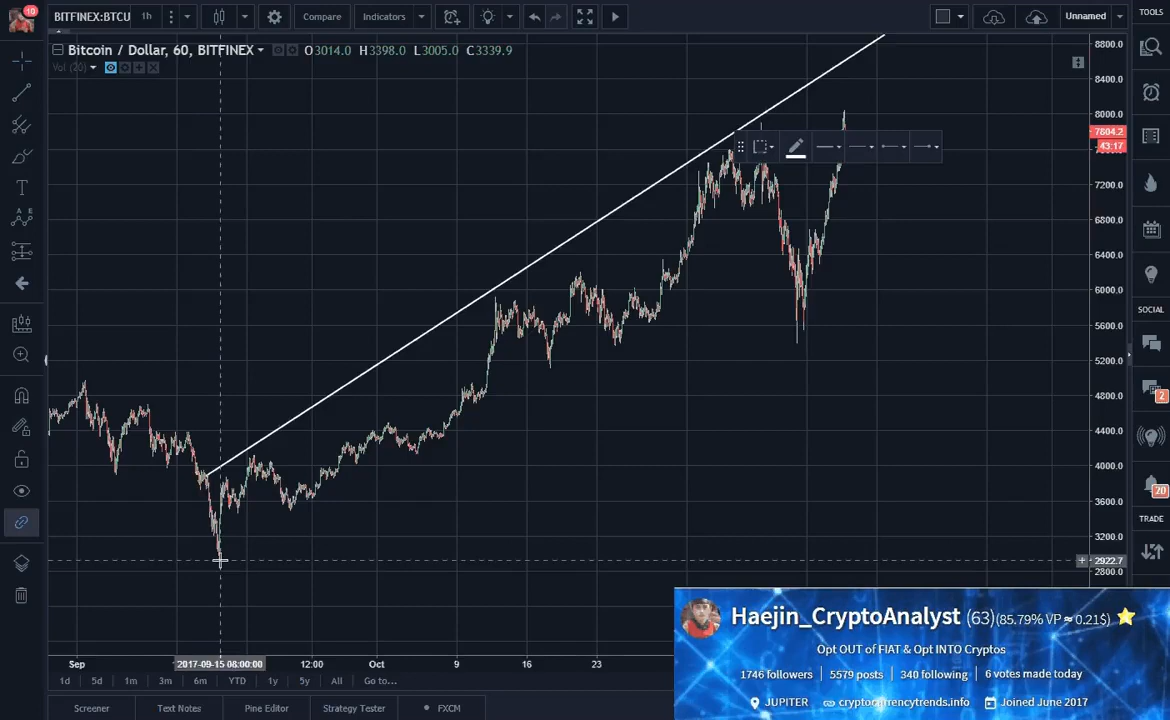 10
BITFINEX:BTCU 1h Compare Indicators Unnamed
TOOLS
Bitcoin / Dollar, 60, BITFINEX O3014.0 H3398.0 L3005.0 C3339.9
Vol (20)
8800.0
8400.0
8000.0
7804.2
43:17
7200.0
6800.0
6400.0
6000.0
5600.0
5200.0
4800.0
4400.0
4000.0
3600.0
3200.0
2922.7
2800.0
SOCIAL
2
20
TRADE
Sep 2017-09-15 08:00:00 12:00 Oct 9 16 23
1d 5d 1m 3m 6m YTD 1y 5y All Go to...
Screener Text Notes Pine Editor Strategy Tester FXCM
Haejin_CryptoAnalyst (63)(85.79% VP ≈ 0.21$)
Opt OUT of FIAT & Opt INTO Cryptos
1746 followers 5579 posts 340 following 6 votes made today
JUPITER cryptocurrencytrends.info Joined June 2017